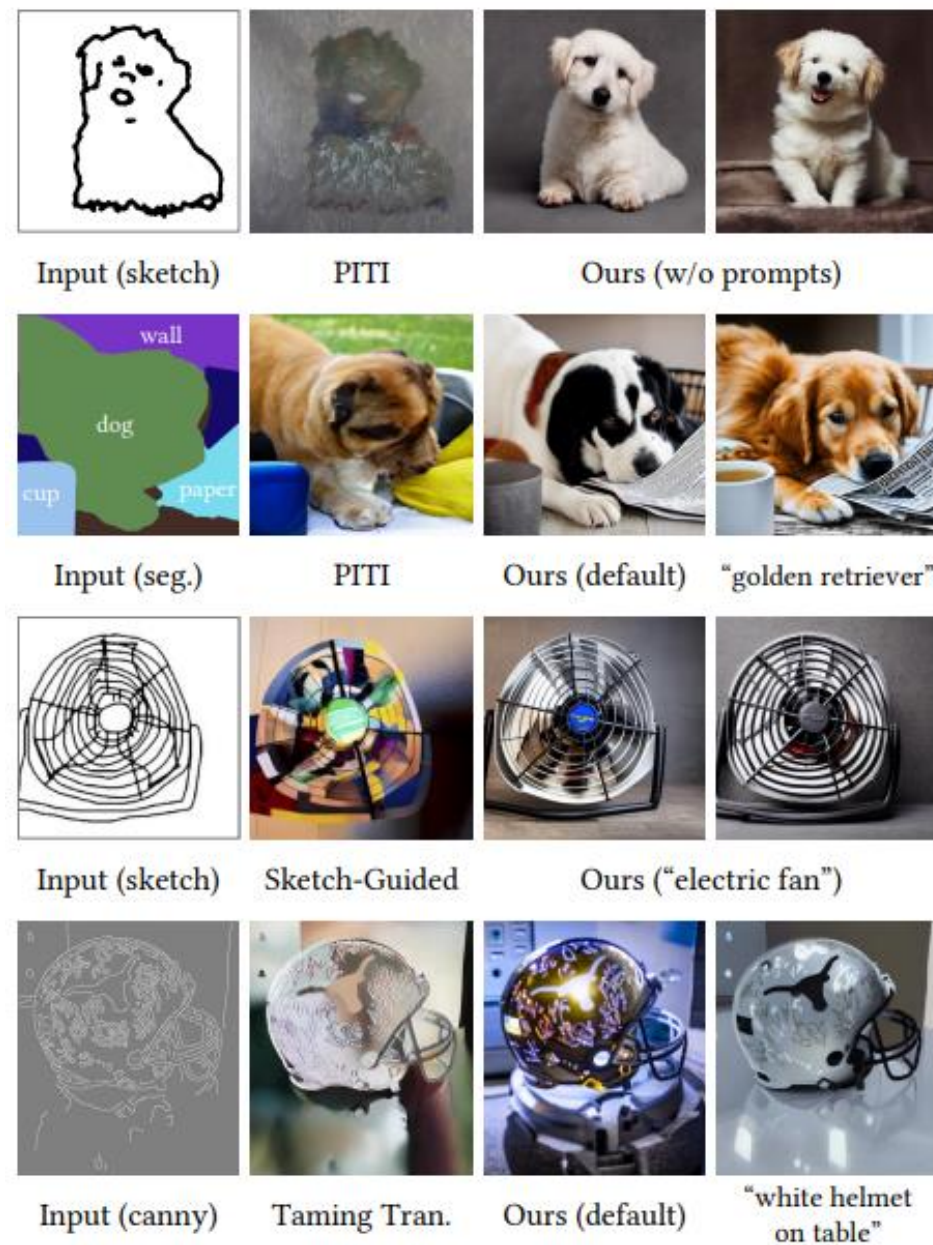 Input (sketch) PITI Ours (w/o prompts)
wall
dog
cup
paper
Input (seg.) PITI Ours (default) “golden retriever”
Input (sketch) Sketch-Guided Ours (“electric fan”)
Input (canny) Taming Tran. Ours (default) “white helmet
on table”